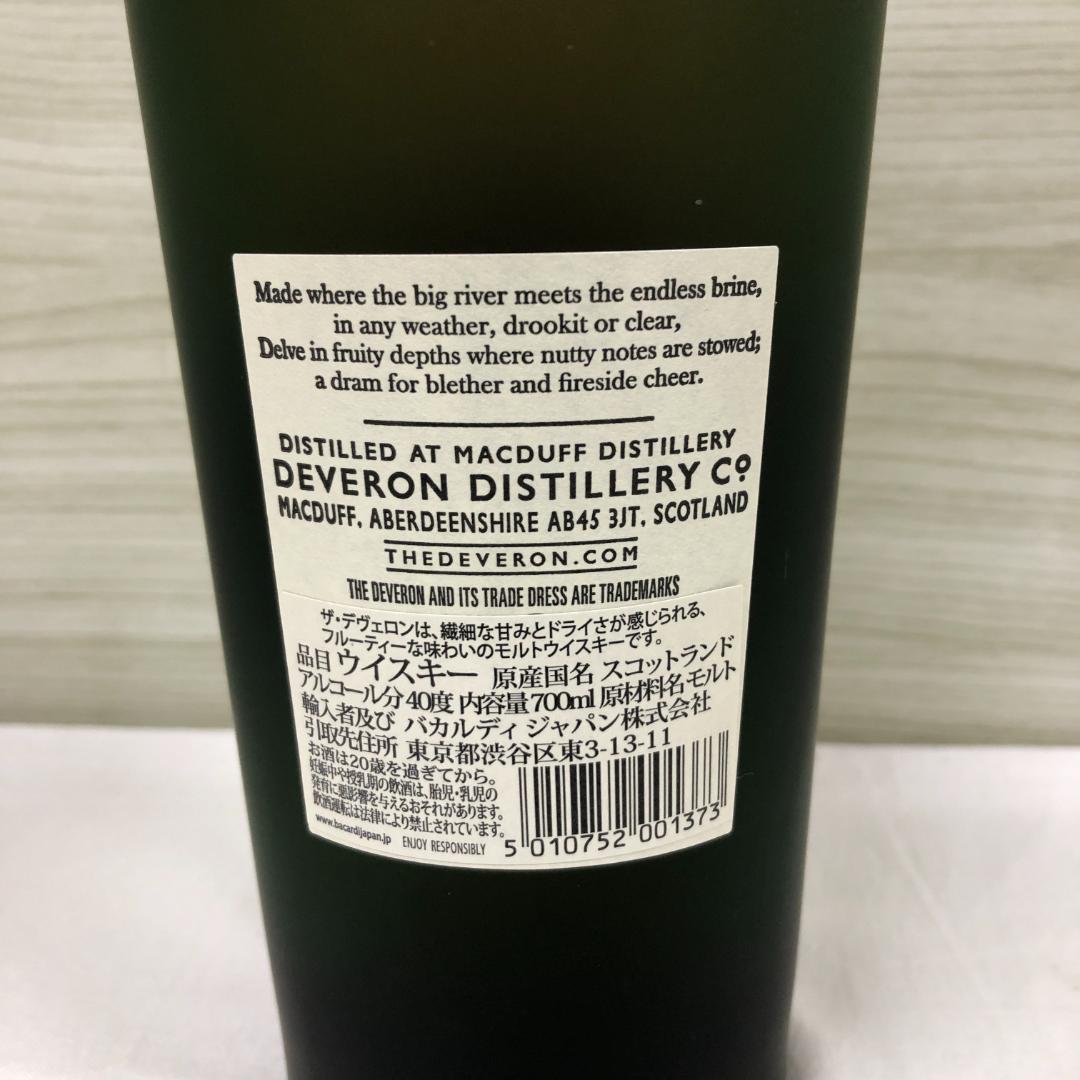 Made where the big river meets the endless brine,
in any weather, drookit or clear,
Delve in fruity depths where nutty notes are stowed;
a dram for blether and fireside cheer.
DISTILLED AT MACDUFF DISTILLERY
DEVERON DISTILLERY Cº
MACDUFF, ABERDEENSHIRE AB45 3JT, SCOTLAND
THEDEVERON.COM
THE DEVERON AND ITS TRADE DRESS ARE TRADEMARKS
ザ・デヴェロンは、繊細な甘みとドライさが感じられる、
フルーティーな味わいのモルトウイスキーです。
品目 ウイスキー 原産国名 スコットランド
アルコール分 40度 内容量 700ml 原材料名 モルト
輸入者及び バカルディ ジャパン株式会社
引取先住所 東京都渋谷区東3-13-11
お酒は20歳を過ぎてから。
妊娠中や授乳期の飲酒は、胎児・乳児の
発育に悪影響を与えるおそれがあります。
飲酒運転は法律により禁止されています。
www.bacardijapan.jp ENJOY RESPONSIBLY
5 010752 001373